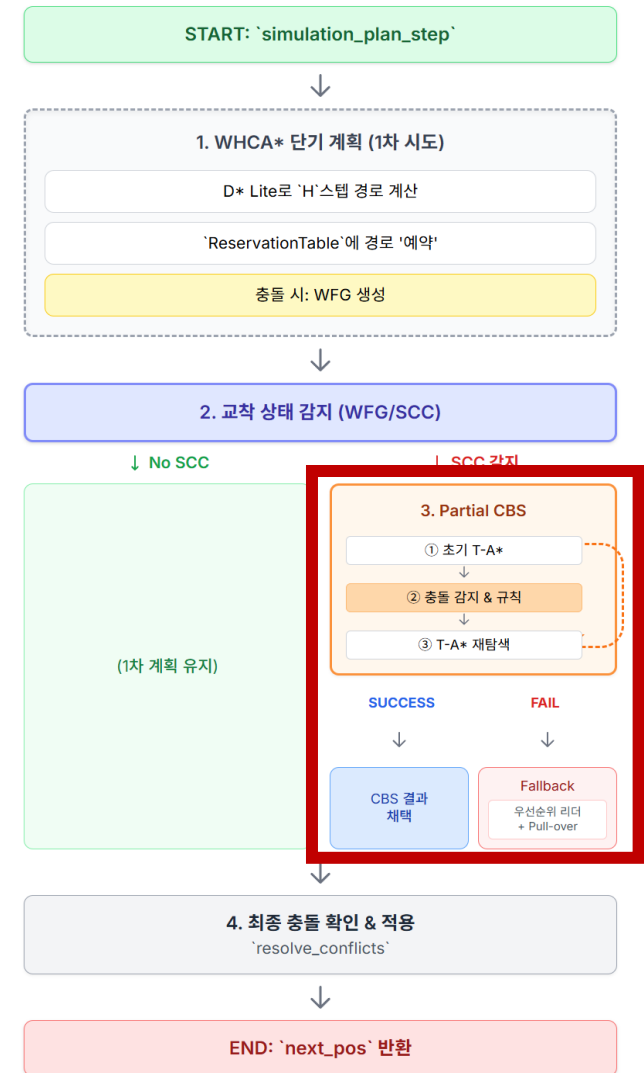 START: `simulation_plan_step`
1. WHCA* 단기 계획 (1차 시도)
D* Lite로 `H`스텝 경로 계산
`ReservationTable`에 경로 '예약'
충돌 시: WFG 생성
2. 교착 상태 감지 (WFG/SCC)
↓ No SCC
↓ SCC 감지
(1차 계획 유지)
3. Partial CBS
① 초기 T-A*
② 충돌 감지 & 규칙
③ T-A* 재탐색
SUCCESS
FAIL
CBS 결과
채택
Fallback
우선순위 리더
+ Pull-over
4. 최종 충돌 확인 & 적용
`resolve_conflicts`
END: `next_pos` 반환